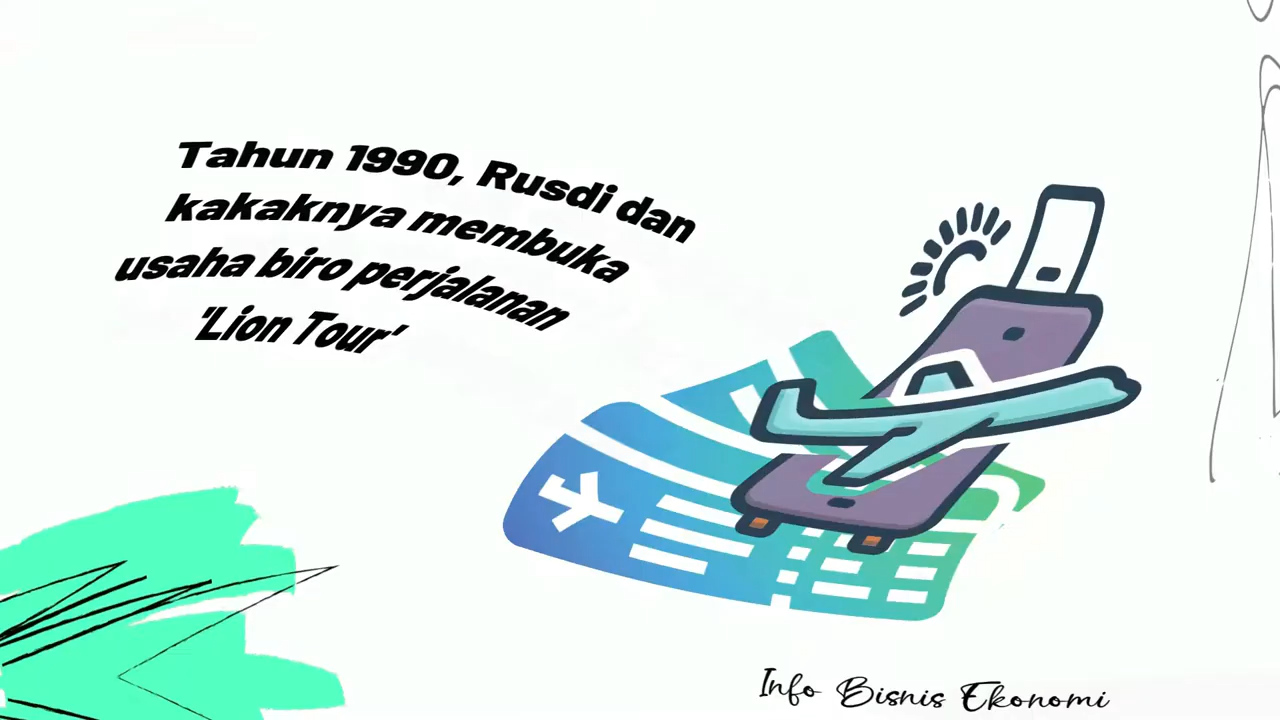 Tahun 1990, Rusdi dan
kakaknya membuka
usaha biro perjalanan
'Lion Tour'
Info Bisnis Ekonomi